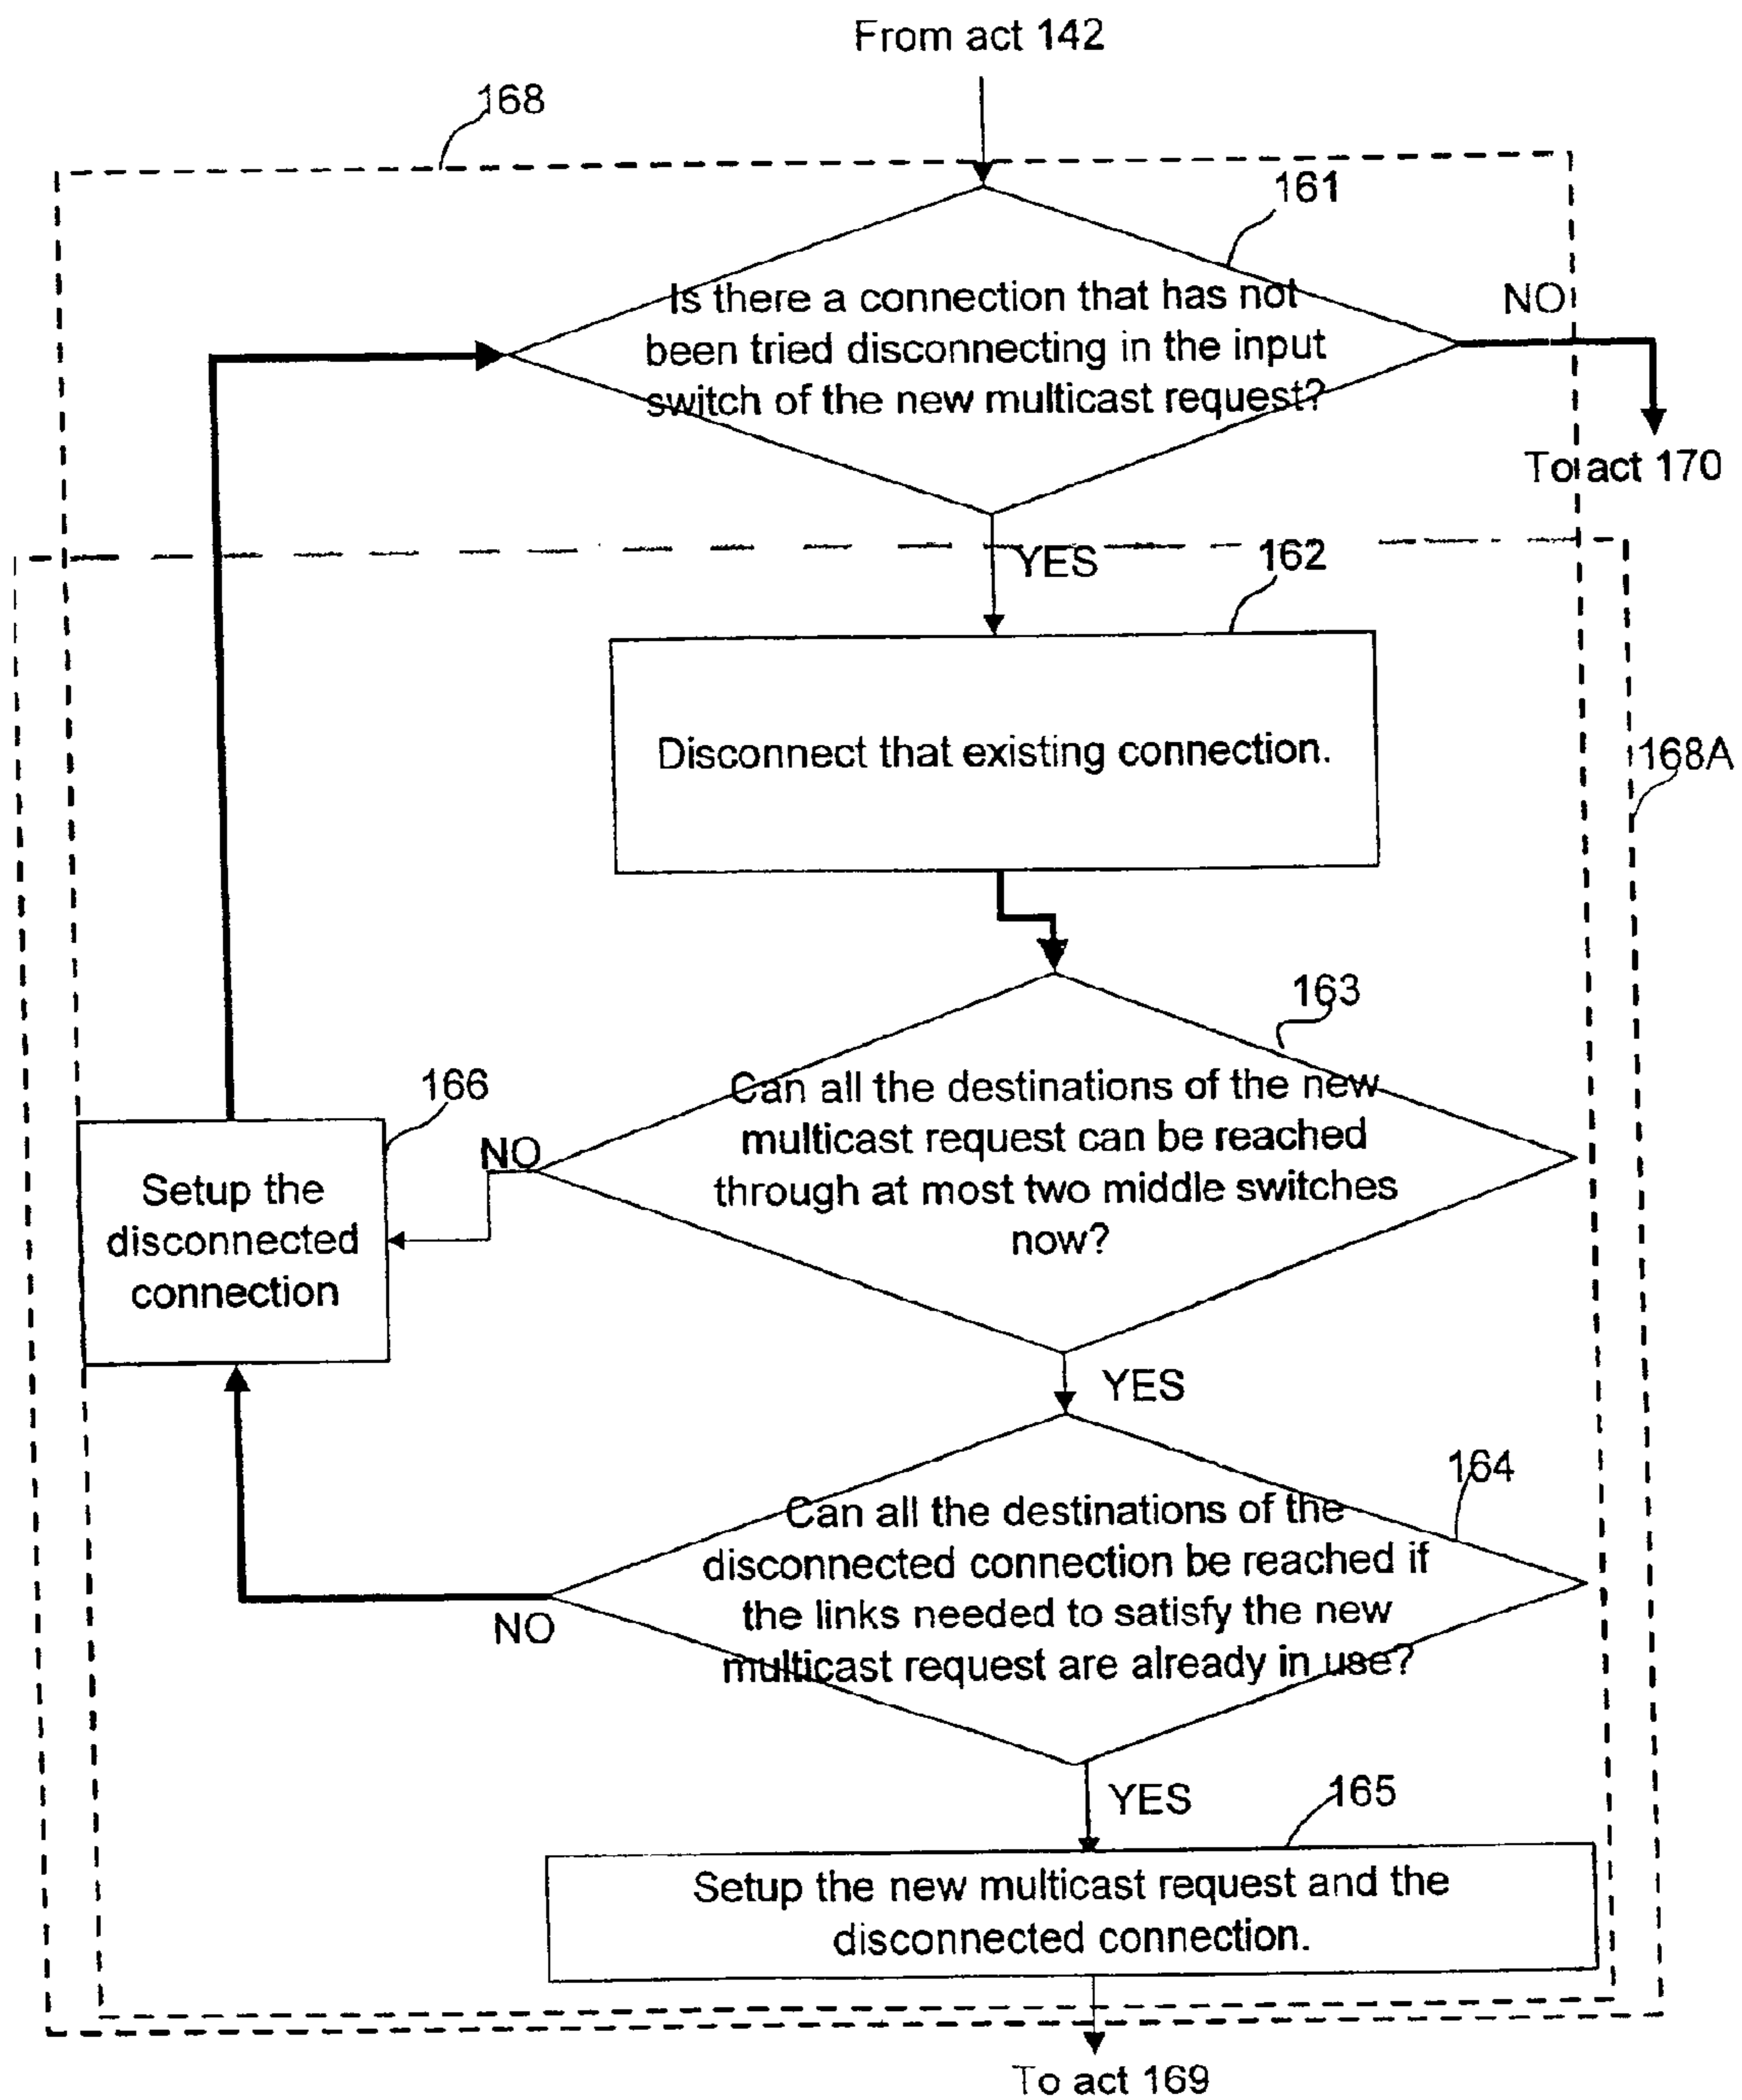 From act 142
168
161
Is there a connection that has not
been tried disconnecting in the input
switch of the new multicast request?
NO
To act 170
YES
162
Disconnect that existing connection.
168A
163
Can all the destinations of the new
multicast request can be reached
through at most two middle switches
now?
166
NO
Setup the
disconnected
connection
YES
164
Can all the destinations of the
disconnected connection be reached if
the links needed to satisfy the new
multicast request are already in use?
NO
YES
165
Setup the new multicast request and the
disconnected connection.
To act 169